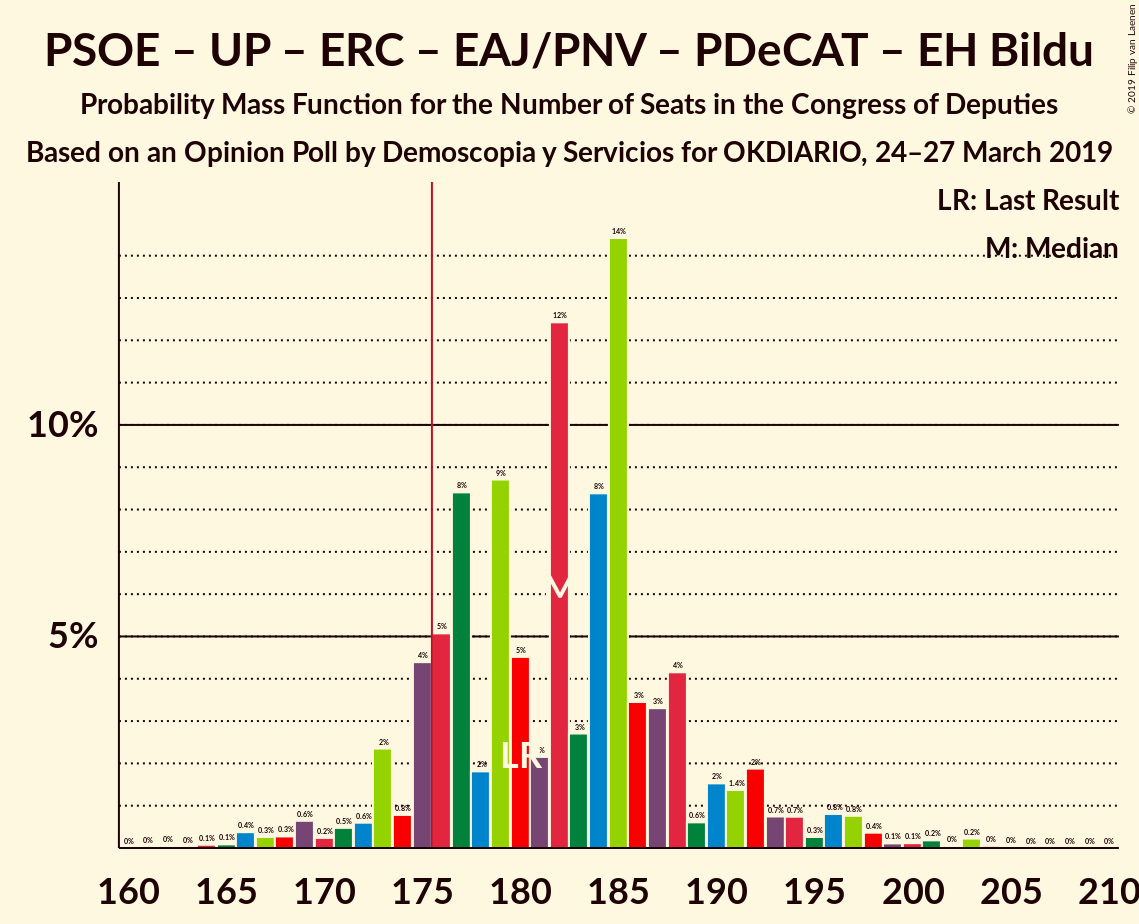 PSOE – UP – ERC – EAJ/PNV – PDeCAT – EH Bildu
Probability Mass Function for the Number of Seats in the Congress of Deputies
Based on an Opinion Poll by Demoscopia y Servicios for OKDIARIO, 24–27 March 2019
© 2019 Filip van Laenen
LR: Last Result
M: Median
10%
5%
0% 0% 0% 0% 0.1% 0.1% 0.4% 0.3% 0.3% 0.6% 0.2% 0.5% 0.6% 2% 0.8% 4% 5% 8% 2% 9% 5% % 12% 3% 8% 14% 3% 3% 4% 0.6% 2% 1.4% 2% 0.7% 0.7% 0.3% 0.8% 0.8% 0.4% 0.1% 0.1% 0.2% 0% 0.2% 0% 0% 0% 0% 0% 0% 0%
M
LR
160 165 170 175 180 185 190 195 200 205 210